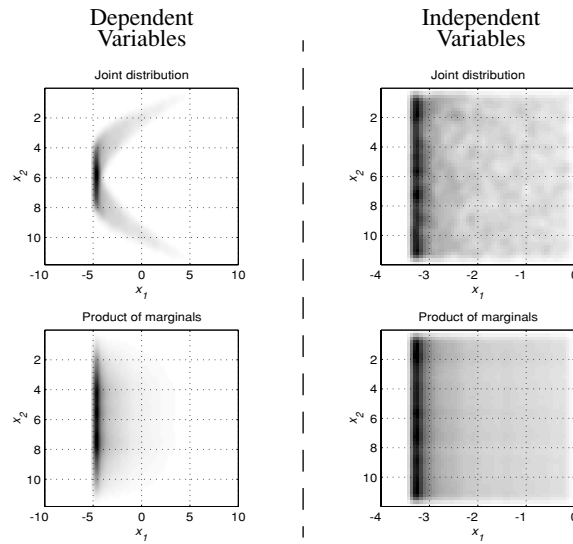 Dependent
Variables
Independent
Variables
Joint distribution
x2
2
4
6
8
10
-10 -5 0 5 10
x1
Joint distribution
x2
2
4
6
8
10
-4 -3 -2 -1 0
x1
Product of marginals
x2
2
4
6
8
10
-10 -5 0 5 10
x1
Product of marginals
x2
2
4
6
8
10
-4 -3 -2 -1 0
x1